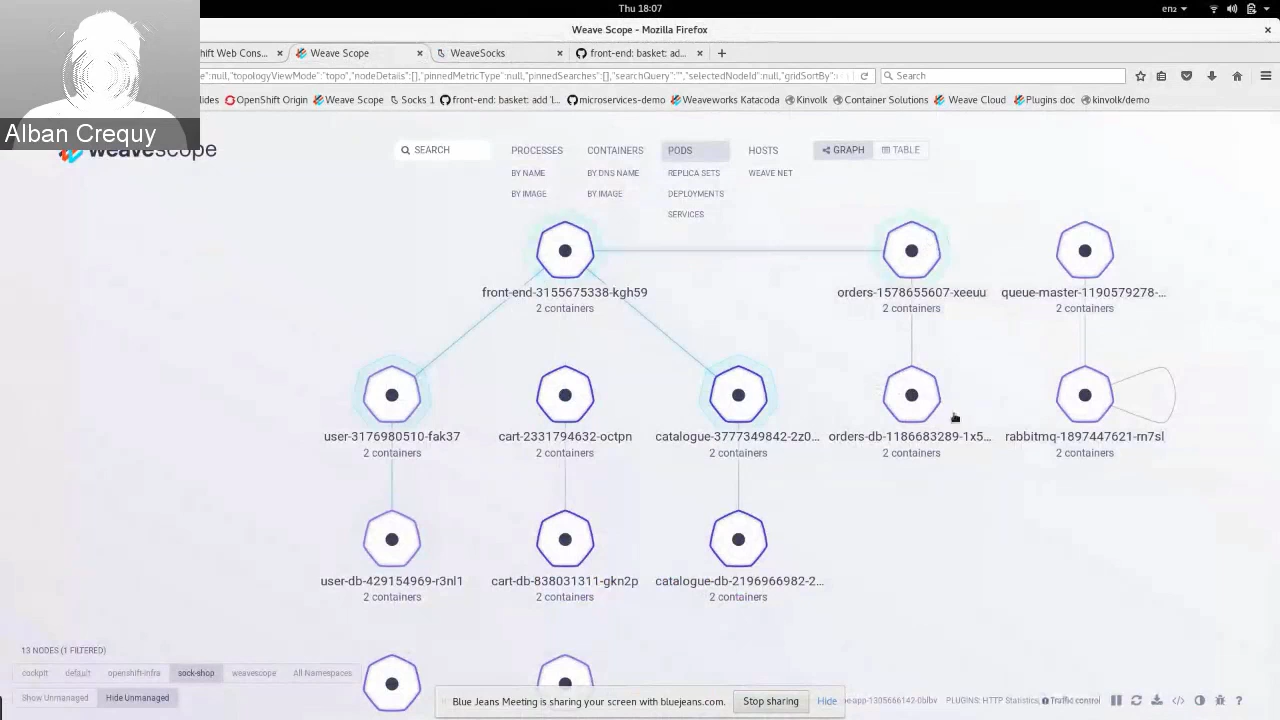 Thu 18:07
en2
Weave Scope - Mozilla Firefox
shift Web Cons...
Weave Scope
WeaveSocks
front-end: basket: ad...
=null,"topologyViewMode":"topo","nodeDetails":[],"pinnedMetricType":null,"pinnedSearches":[],"searchQuery":"","selectedNodeId":null,"gridSortBy":
Search
OpenShift Origin
Weave Scope
Socks 1
front-end: basket: add 'l...
microservices-demo
Weaveworks Katacoda
Kinvolk
Container Solutions
Weave Cloud
Plugins doc
kinvolk/demo
Alban Crequy
weavescope
SEARCH
PROCESSES
CONTAINERS
PODS
HOSTS
GRAPH
TABLE
BY NAME
BY DNS NAME
REPLICA SETS
WEAVE NET
BY IMAGE
BY IMAGE
DEPLOYMENTS
SERVICES
front-end-3155675338-kgh59
2 containers
orders-1578655607-xeeuu
2 containers
queue-master-1190579278-...
2 containers
user-3176980510-fak37
2 containers
cart-2331794632-octpn
2 containers
catalogue-3777349842-2z0...
2 containers
orders-db-1186683289-1x5...
2 containers
rabbitmq-1897447621-rn7sl
2 containers
user-db-429154969-r3nl1
2 containers
cart-db-838031311-gkn2p
2 containers
catalogue-db-2196966982-2...
2 containers
13 NODES (1 FILTERED)
cockpit
default
openshift-infra
sock-shop
weavescope
All Namespaces
Show Unmanaged
Hide Unmanaged
Blue Jeans Meeting is sharing your screen with bluejeans.com.
Stop sharing
Hide
PLUGINS: HTTP Statistics,
Traffic control